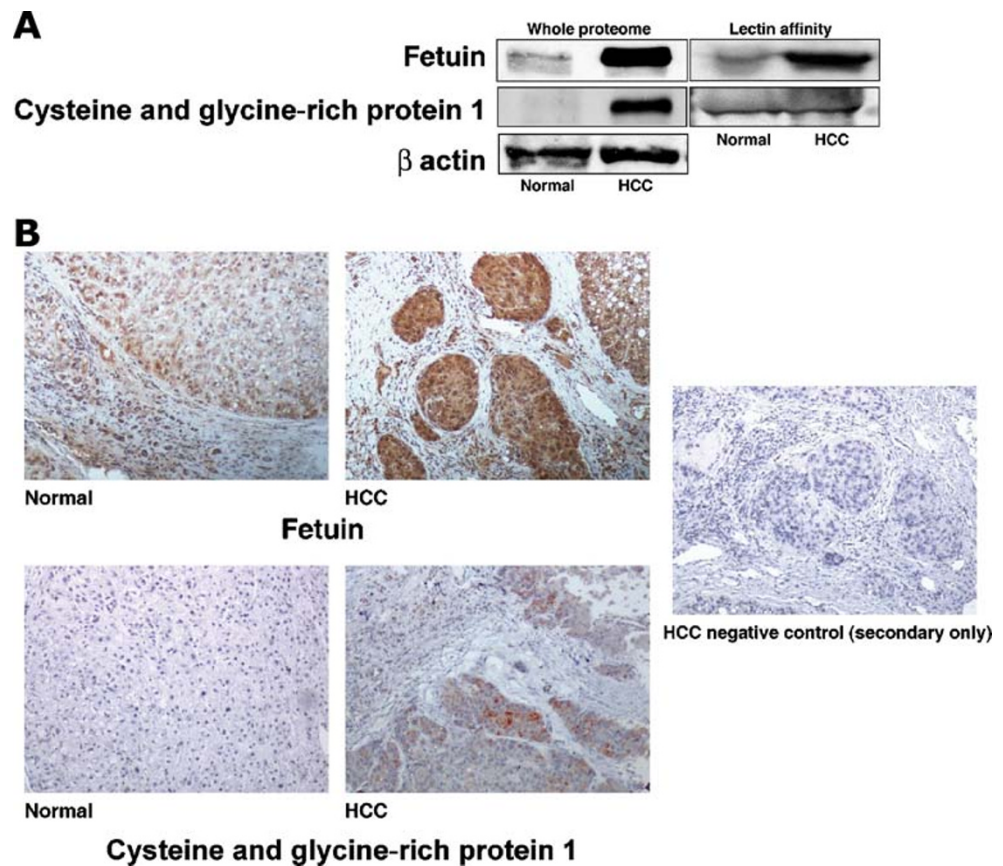 A
Whole proteome
Lectin affinity
Fetuin
Cysteine and glycine-rich protein 1
Normal
HCC
β actin
Normal
HCC
B
Normal
HCC
Fetuin
HCC negative control (secondary only)
Normal
HCC
Cysteine and glycine-rich protein 1